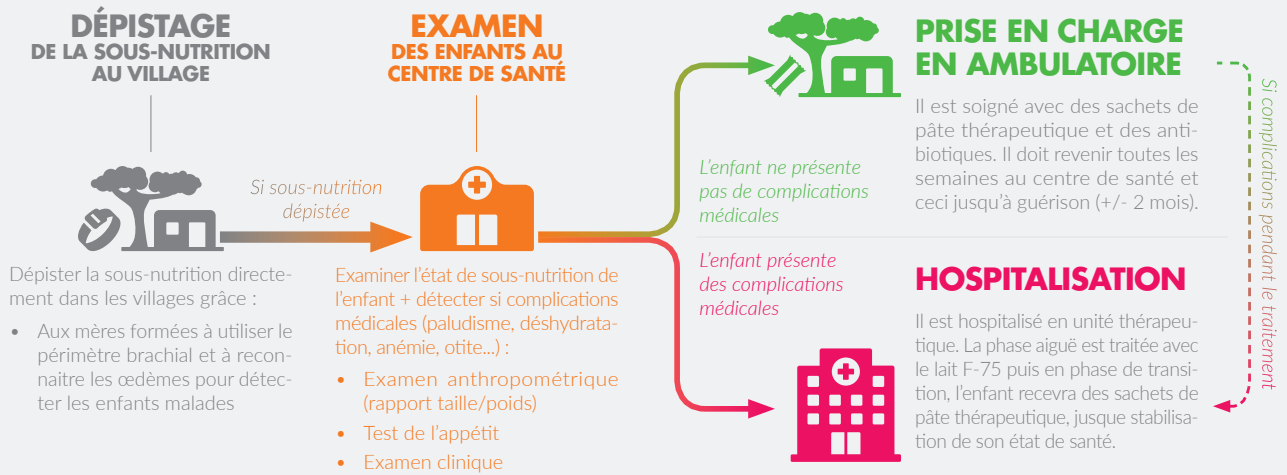 DÉPISTAGE
DE LA SOUS-NUTRITION
AU VILLAGE
Si sous-nutrition
dépistée
Dépister la sous-nutrition directe-
ment dans les villages grâce :
• Aux mères formées à utiliser le
périmètre brachial et à recon-
naitre les œdèmes pour détec-
ter les enfants malades
EXAMEN
DES ENFANTS AU
CENTRE DE SANTÉ
Examiner l’état de sous-nutrition de
l’enfant + détecter si complications
médicales (paludisme, déshydrata-
tion, anémie, otite...) :
• Examen anthropométrique
(rapport taille/poids)
• Test de l’appétit
• Examen clinique
L’enfant ne présente
pas de complications
médicales
L’enfant présente
des complications
médicales
PRISE EN CHARGE
EN AMBULATOIRE
Il est soigné avec des sachets de
pâte thérapeutique et des anti-
biotiques. Il doit revenir toutes les
semaines au centre de santé et
ceci jusqu’à guérison (+/- 2 mois).
HOSPITALISATION
Il est hospitalisé en unité thérapeu-
tique. La phase aiguë est traitée avec
le lait F-75 puis en phase de transi-
tion, l’enfant recevra des sachets de
pâte thérapeutique, jusque stabilisa-
tion de son état de santé.
Si complications pendant le traitement